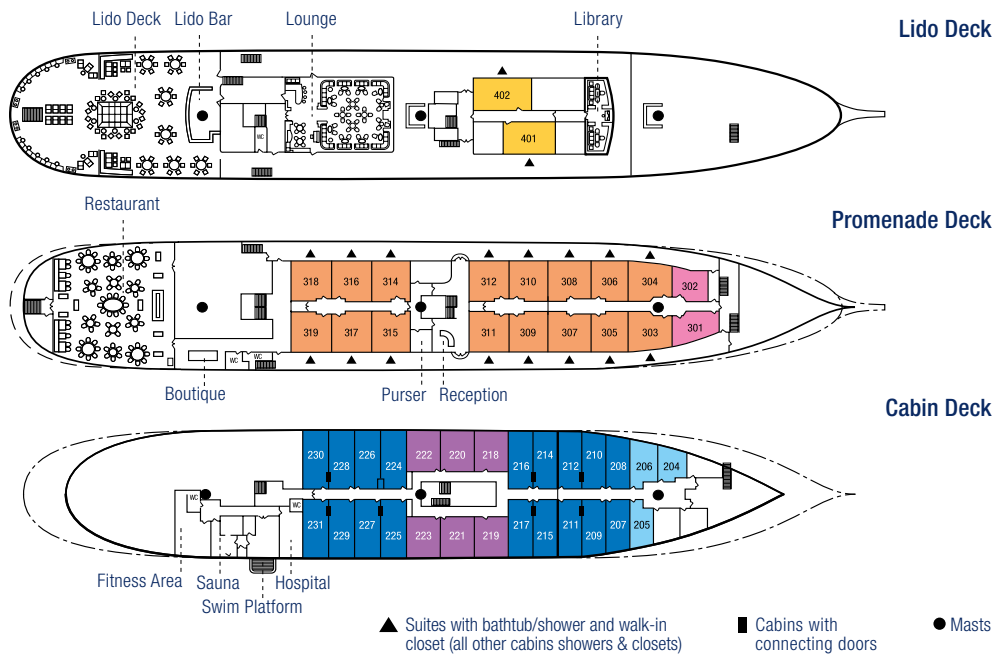 Lido Deck Lido Bar Lounge Library
Lido Deck
402
WC
401
Restaurant
Promenade Deck
318 316 314 312 310 308 306 304 302
319 317 315 311 309 307 305 303 301
WC WC
Boutique Purser Reception
Cabin Deck
230 228 226 224 222 220 218 216 214 212 210 208 206 204
WC WC
231 229 227 225 223 221 219 217 215 211 209 207 205
Fitness Area Sauna Hospital
Swim Platform
Suites with bathtub/shower and walk-in
closet (all other cabins showers & closets)
Cabins with
connecting doors
Masts